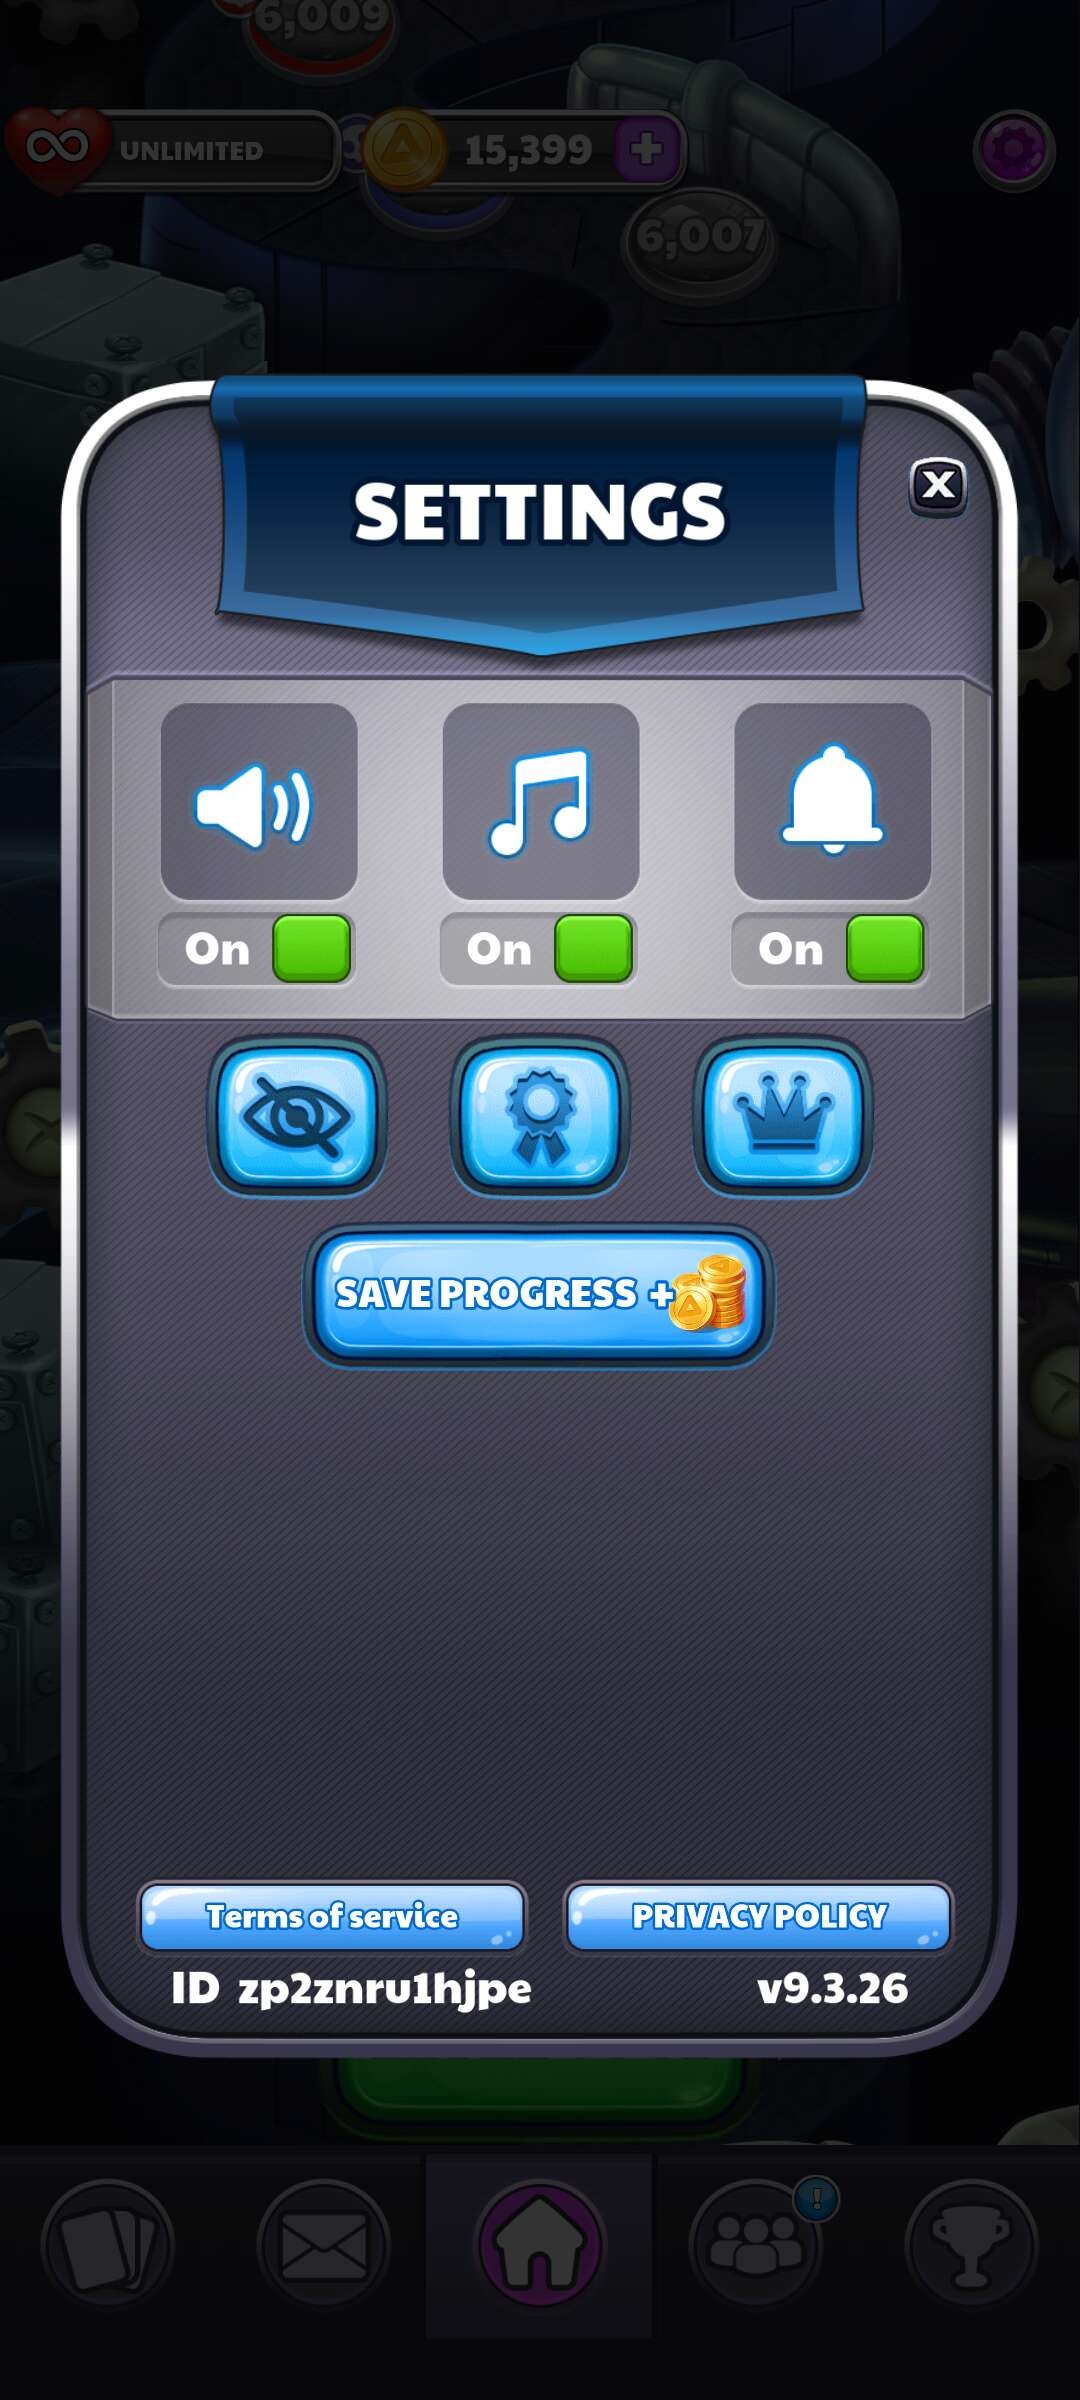 6,009
UNLIMITED
15,399
6,007
SETTINGS
On
On
On
SAVE PROGRESS +
Terms of service
PRIVACY POLICY
ID zp2znru1hjpe
v9.3.26